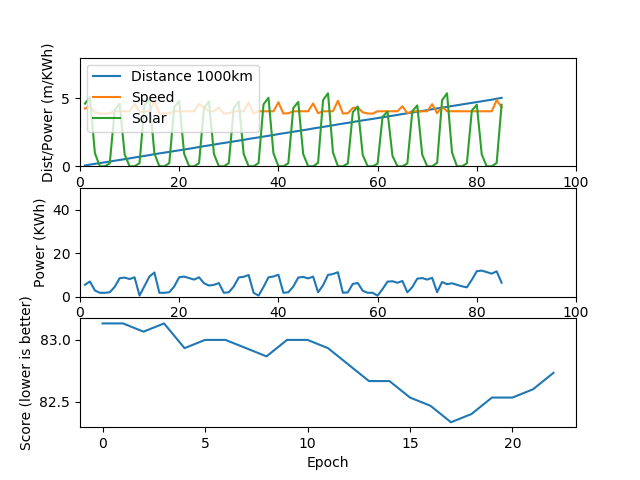 Dist/Power (m/KWh)
5
0
Distance 1000km
Speed
Solar
0 20 40 60 80 100
Power (KWh)
40
20
0
0 20 40 60 80 100
Score (lower is better)
83.0
82.5
0 5 10 15 20
Epoch